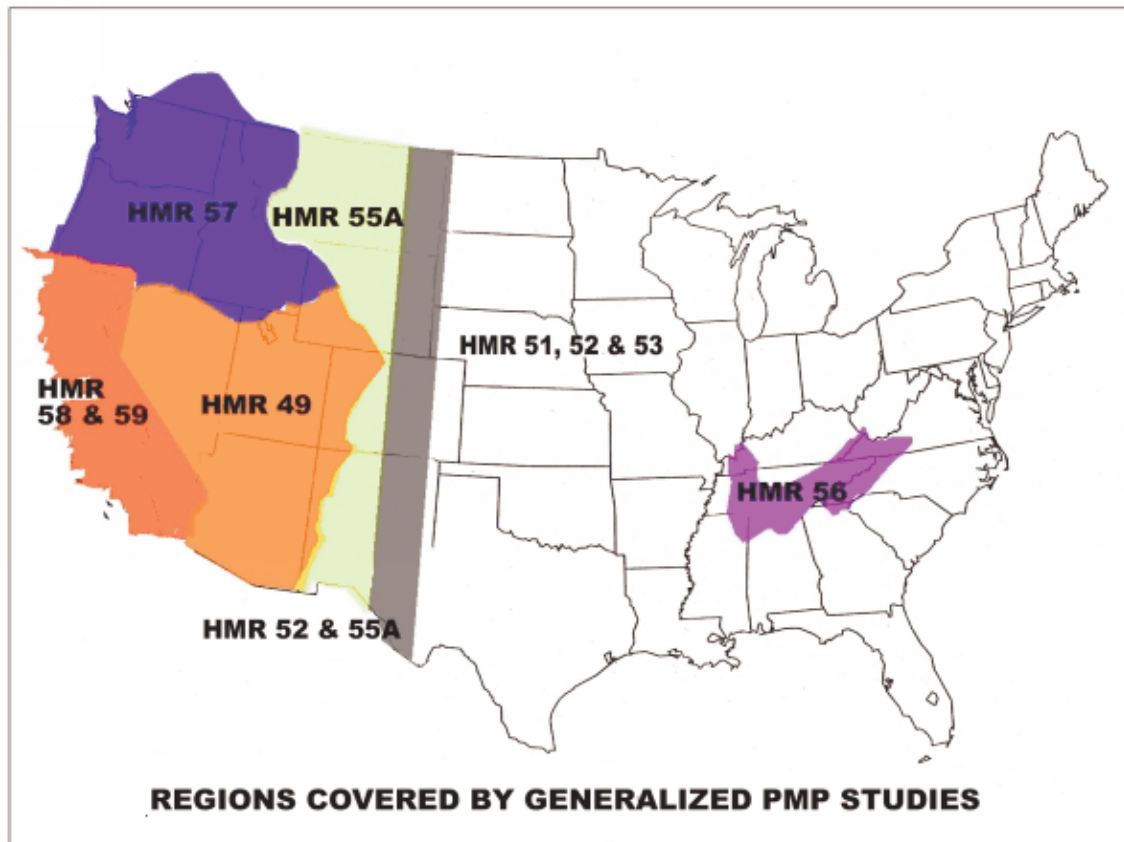 HMR 57
HMR 55A
HMR 51, 52 & 53
HMR
58 & 59
HMR 49
HMR 56
HMR 52 & 55A
REGIONS COVERED BY GENERALIZED PMP STUDIES